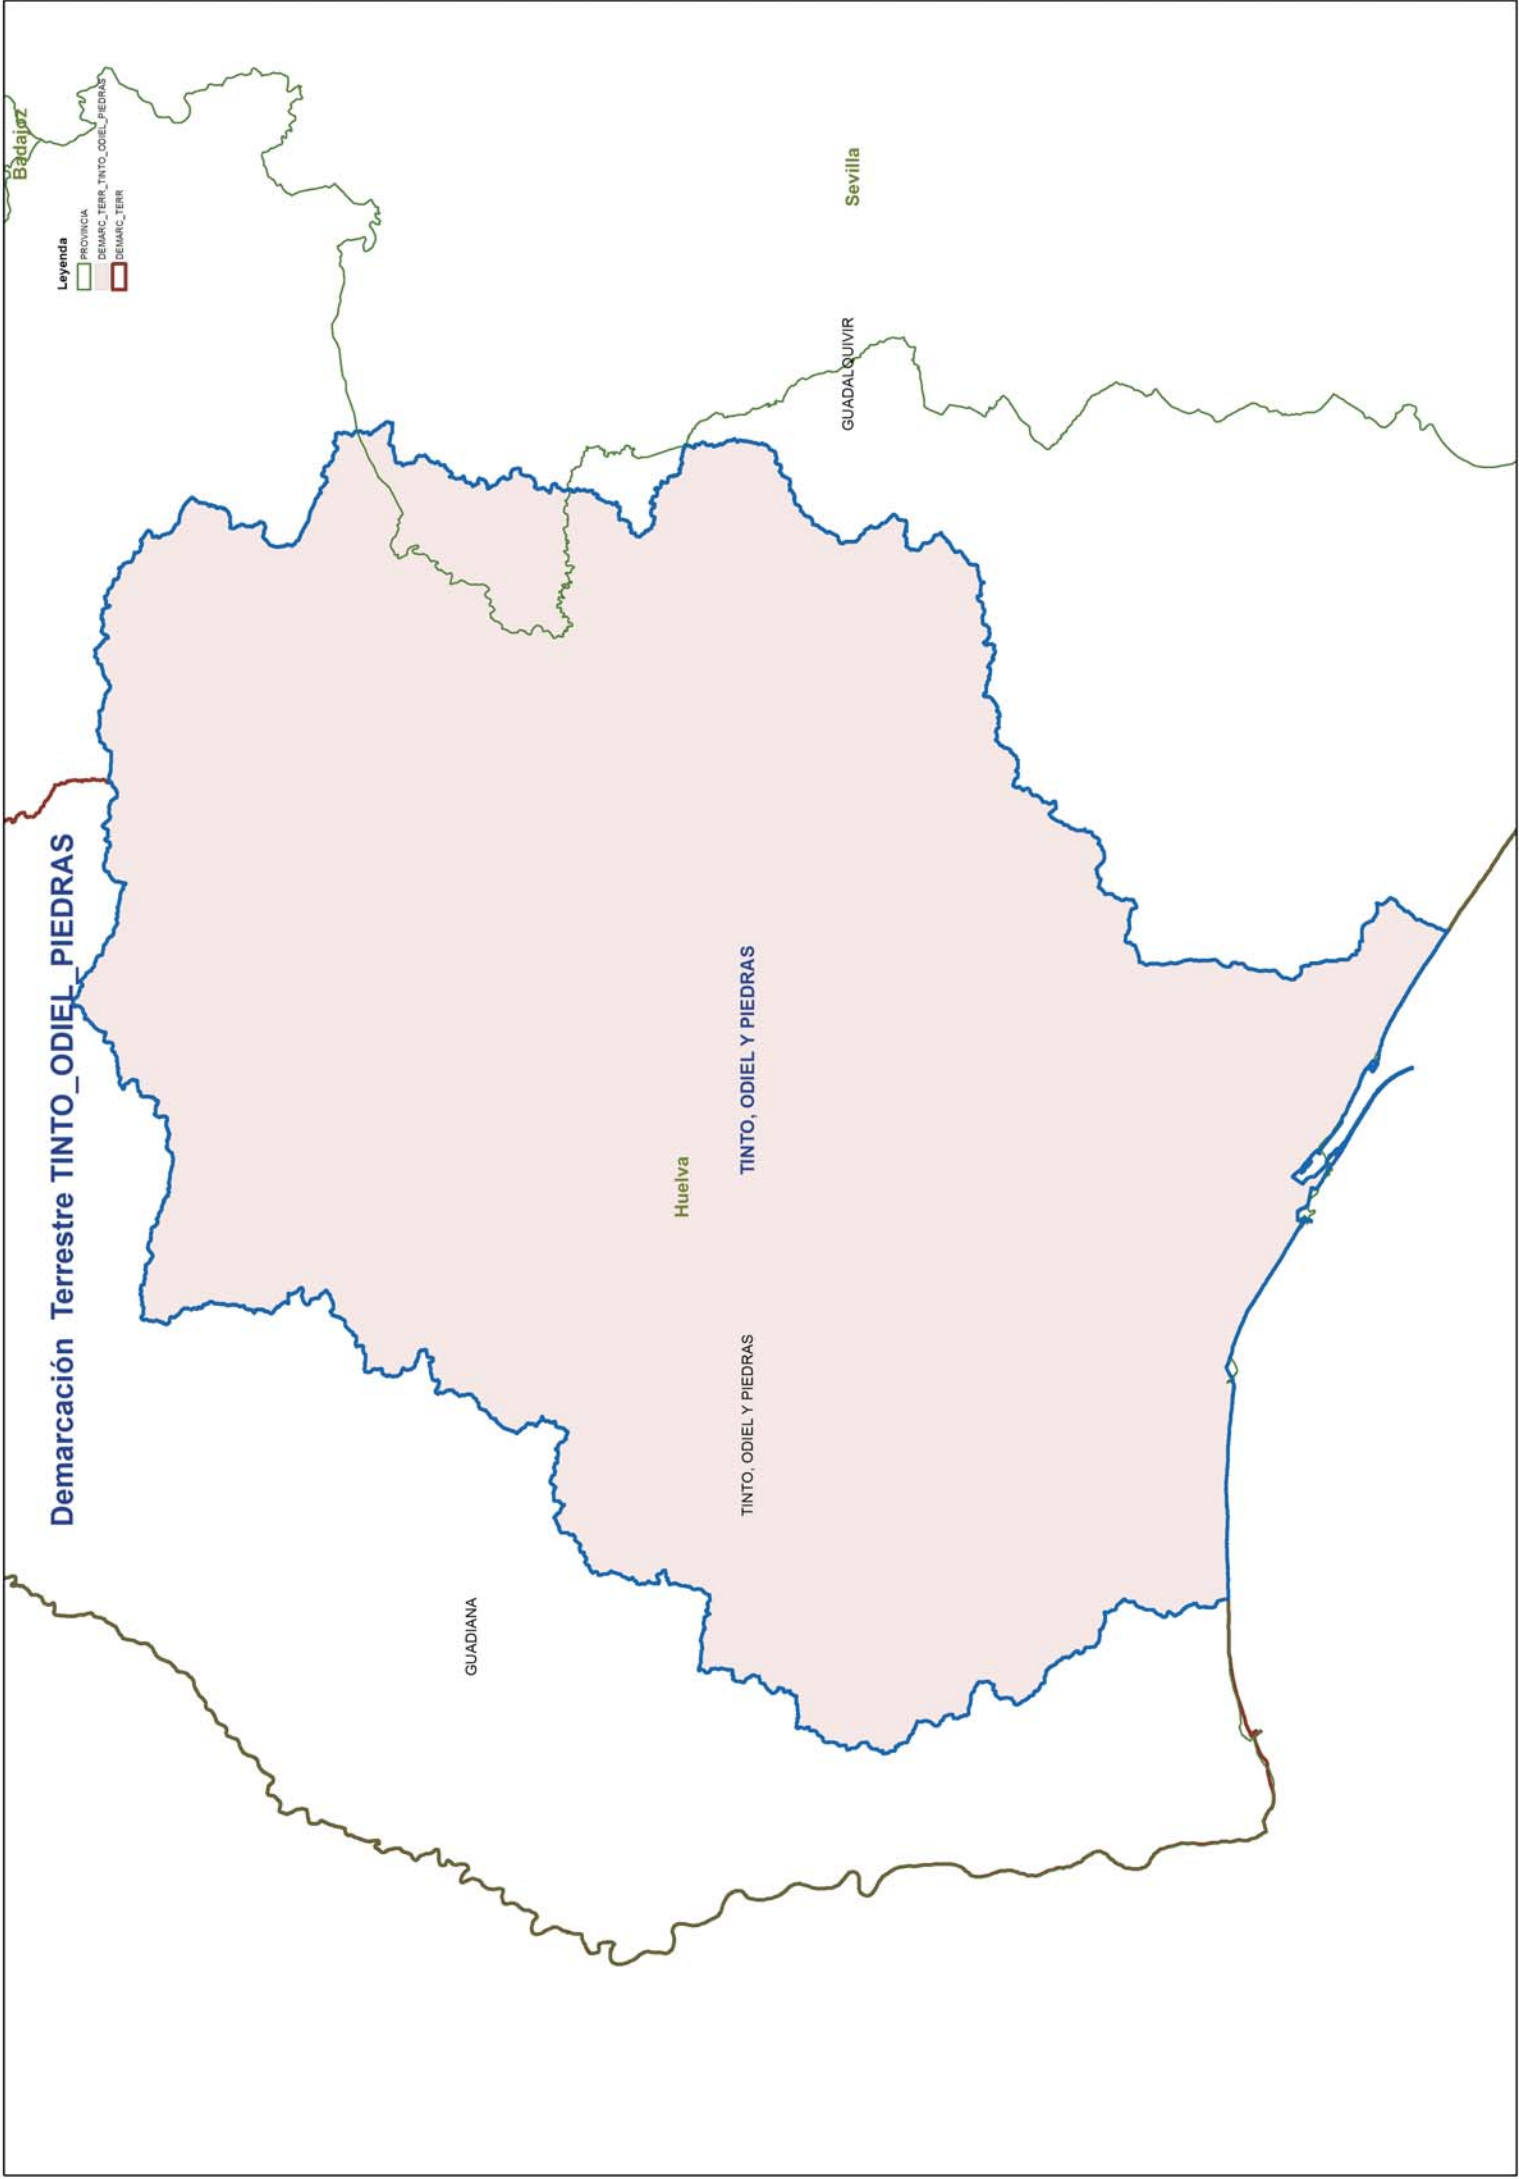 Demarcación Terrestre TINTO_ODIEL_PIEDRAS
Badajoz
Leyenda
PROVINCIA
DEMARC_TERR_TINTO_ODIEL_PIEDRAS
DEMARC_TERR
GUADIANA
Huelva
TINTO, ODIEL Y PIEDRAS
TINTO, ODIEL Y PIEDRAS
GUADALQUIVIR
Sevilla